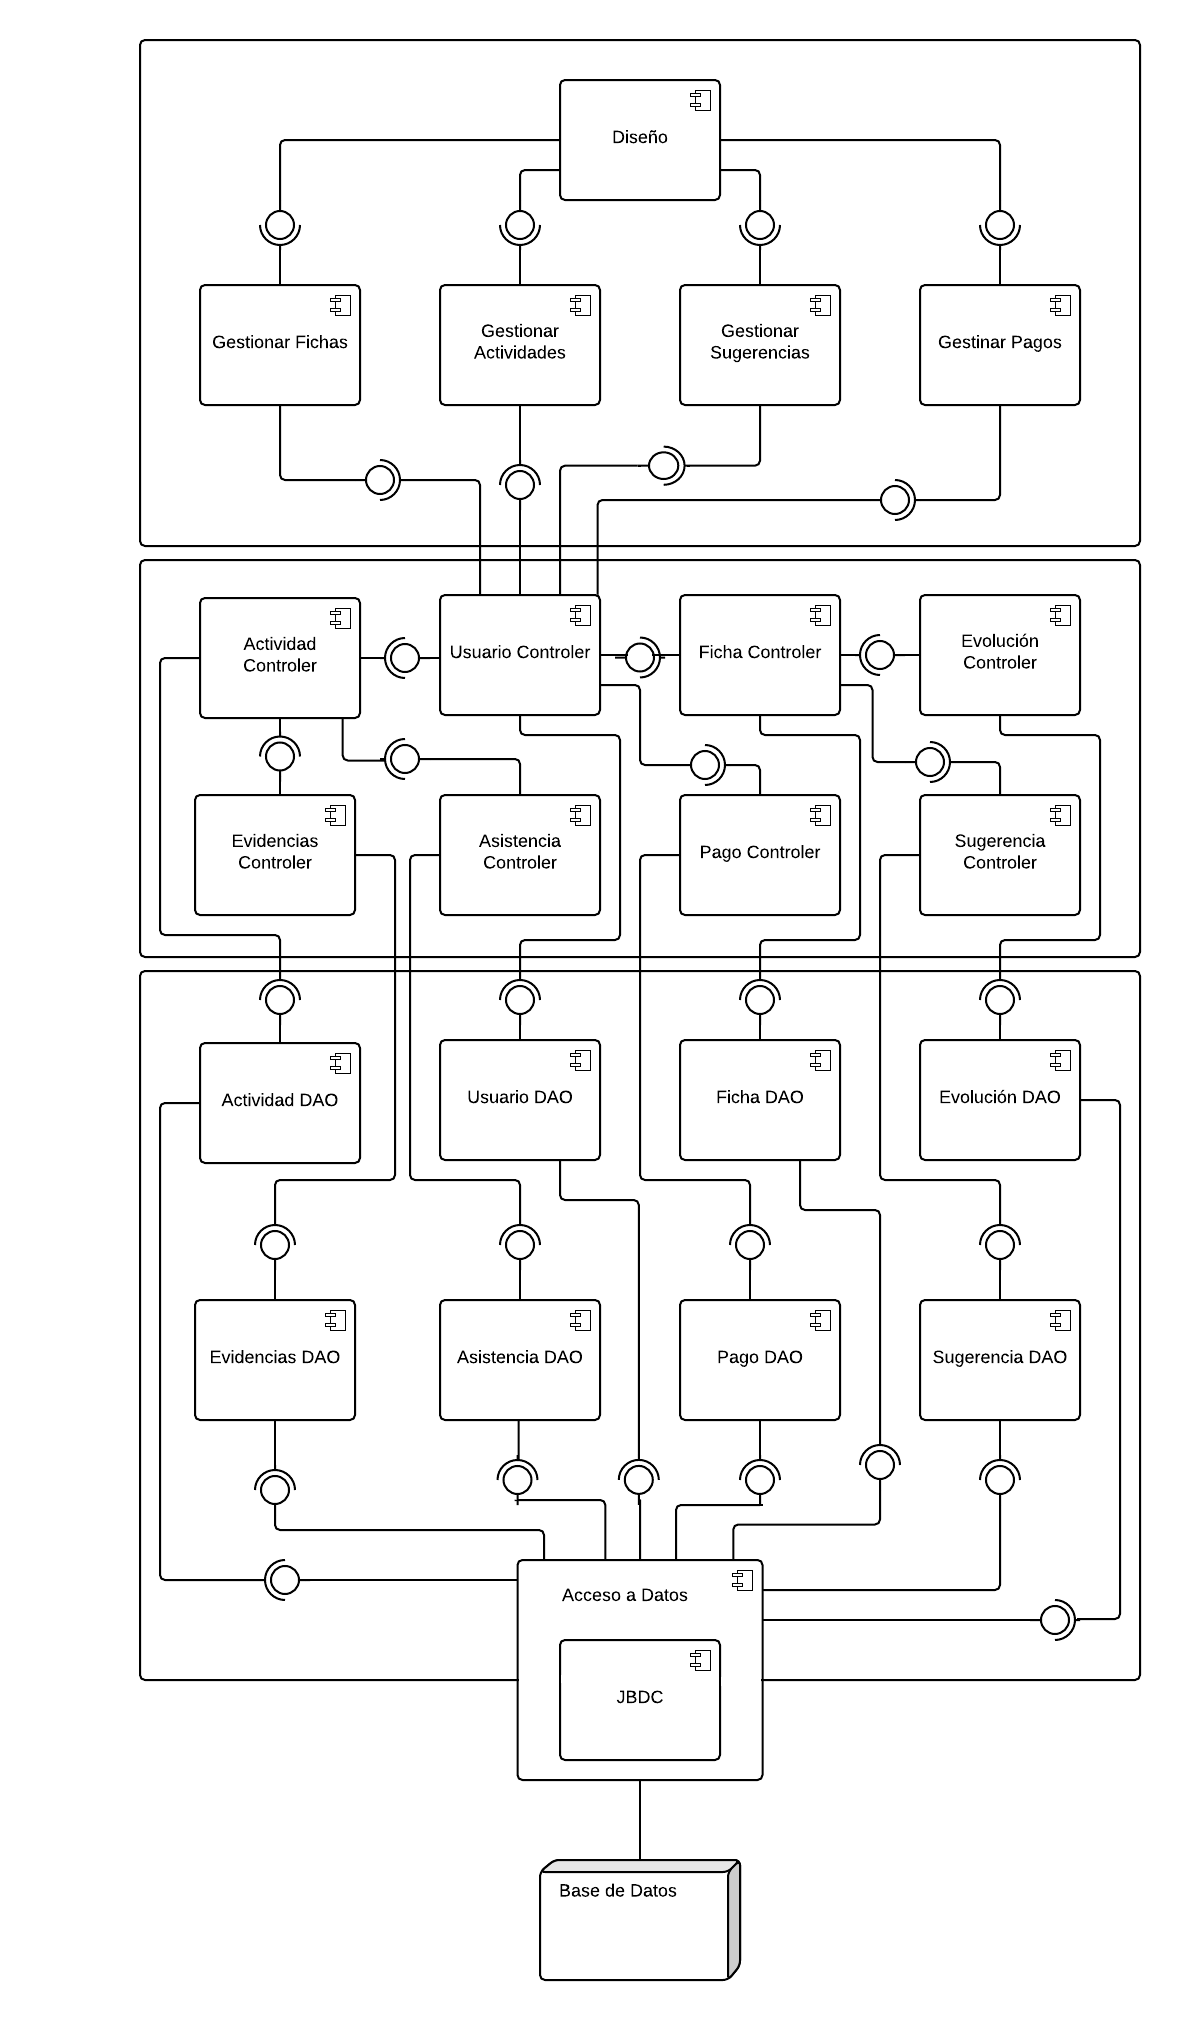 Diseño
Gestionar Fichas
Gestionar
Actividades
Gestionar
Sugerencias
Gestinar Pagos
Actividad
Controler
Usuario Controler
Ficha Controler
Evolución
Controler
Evidencias
Controler
Asistencia
Controler
Pago Controler
Sugerencia
Controler
Actividad DAO
Usuario DAO
Ficha DAO
Evolución DAO
Evidencias DAO
Asistencia DAO
Pago DAO
Sugerencia DAO
Acceso a Datos
JBDC
Base de Datos